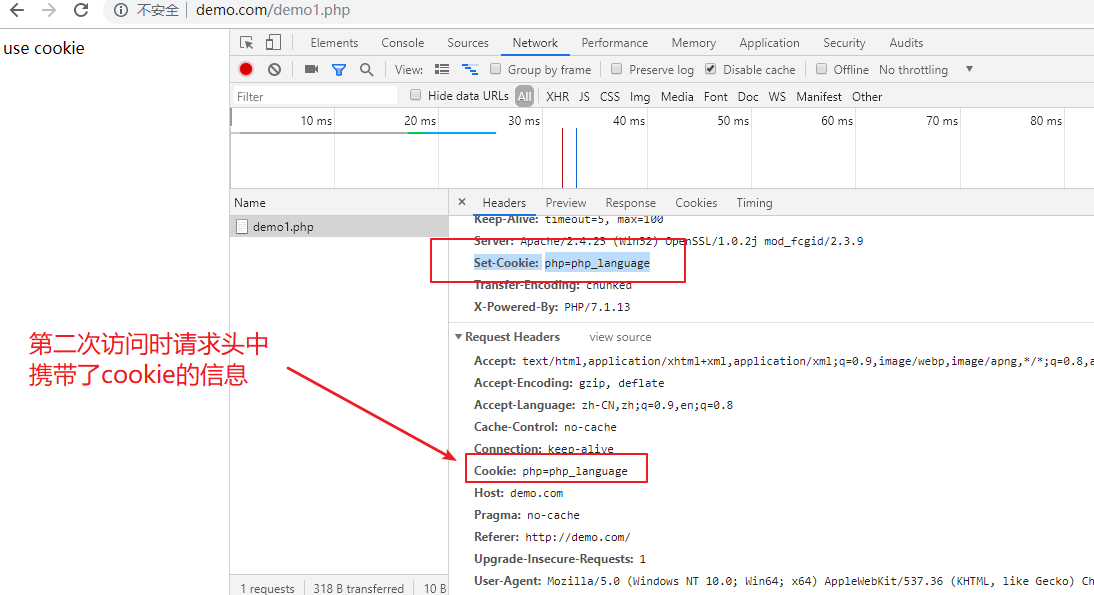 不安全 demo.com/demo1.php
use cookie
Elements Console Sources Network Performance Memory Application Security Audits
View: Group by frame Preserve log Disable cache Offline No throttling
Filter Hide data URLs All XHR JS CSS Img Media Font Doc WS Manifest Other
10 ms 20 ms 30 ms 40 ms 50 ms 60 ms 70 ms 80 ms
Name
demo1.php
× Headers Preview Response Cookies Timing
Keep-Alive: timeout=5, max=100
Server: Apache/2.4.23 (Win32) OpenSSL/1.0.2j mod_fcgid/2.3.9
Set-Cookie: php=php_language
Transfer-Encoding: chunked
X-Powered-By: PHP/7.1.13
Request Headers view source
Accept: text/html,application/xhtml+xml,application/xml;q=0.9,image/webp,image/apng,*/*;q=0.8,a
Accept-Encoding: gzip, deflate
Accept-Language: zh-CN,zh;q=0.9,en;q=0.8
Cache-Control: no-cache
Connection: keep-alive
Cookie: php=php_language
Host: demo.com
Pragma: no-cache
Referer: http://demo.com/
Upgrade-Insecure-Requests: 1
User-Agent: Mozilla/5.0 (Windows NT 10.0; Win64; x64) AppleWebKit/537.36 (KHTML, like Gecko) Ch
第二次访问时请求头中
携带了cookie的信息
1 requests 318 B transferred 10 B